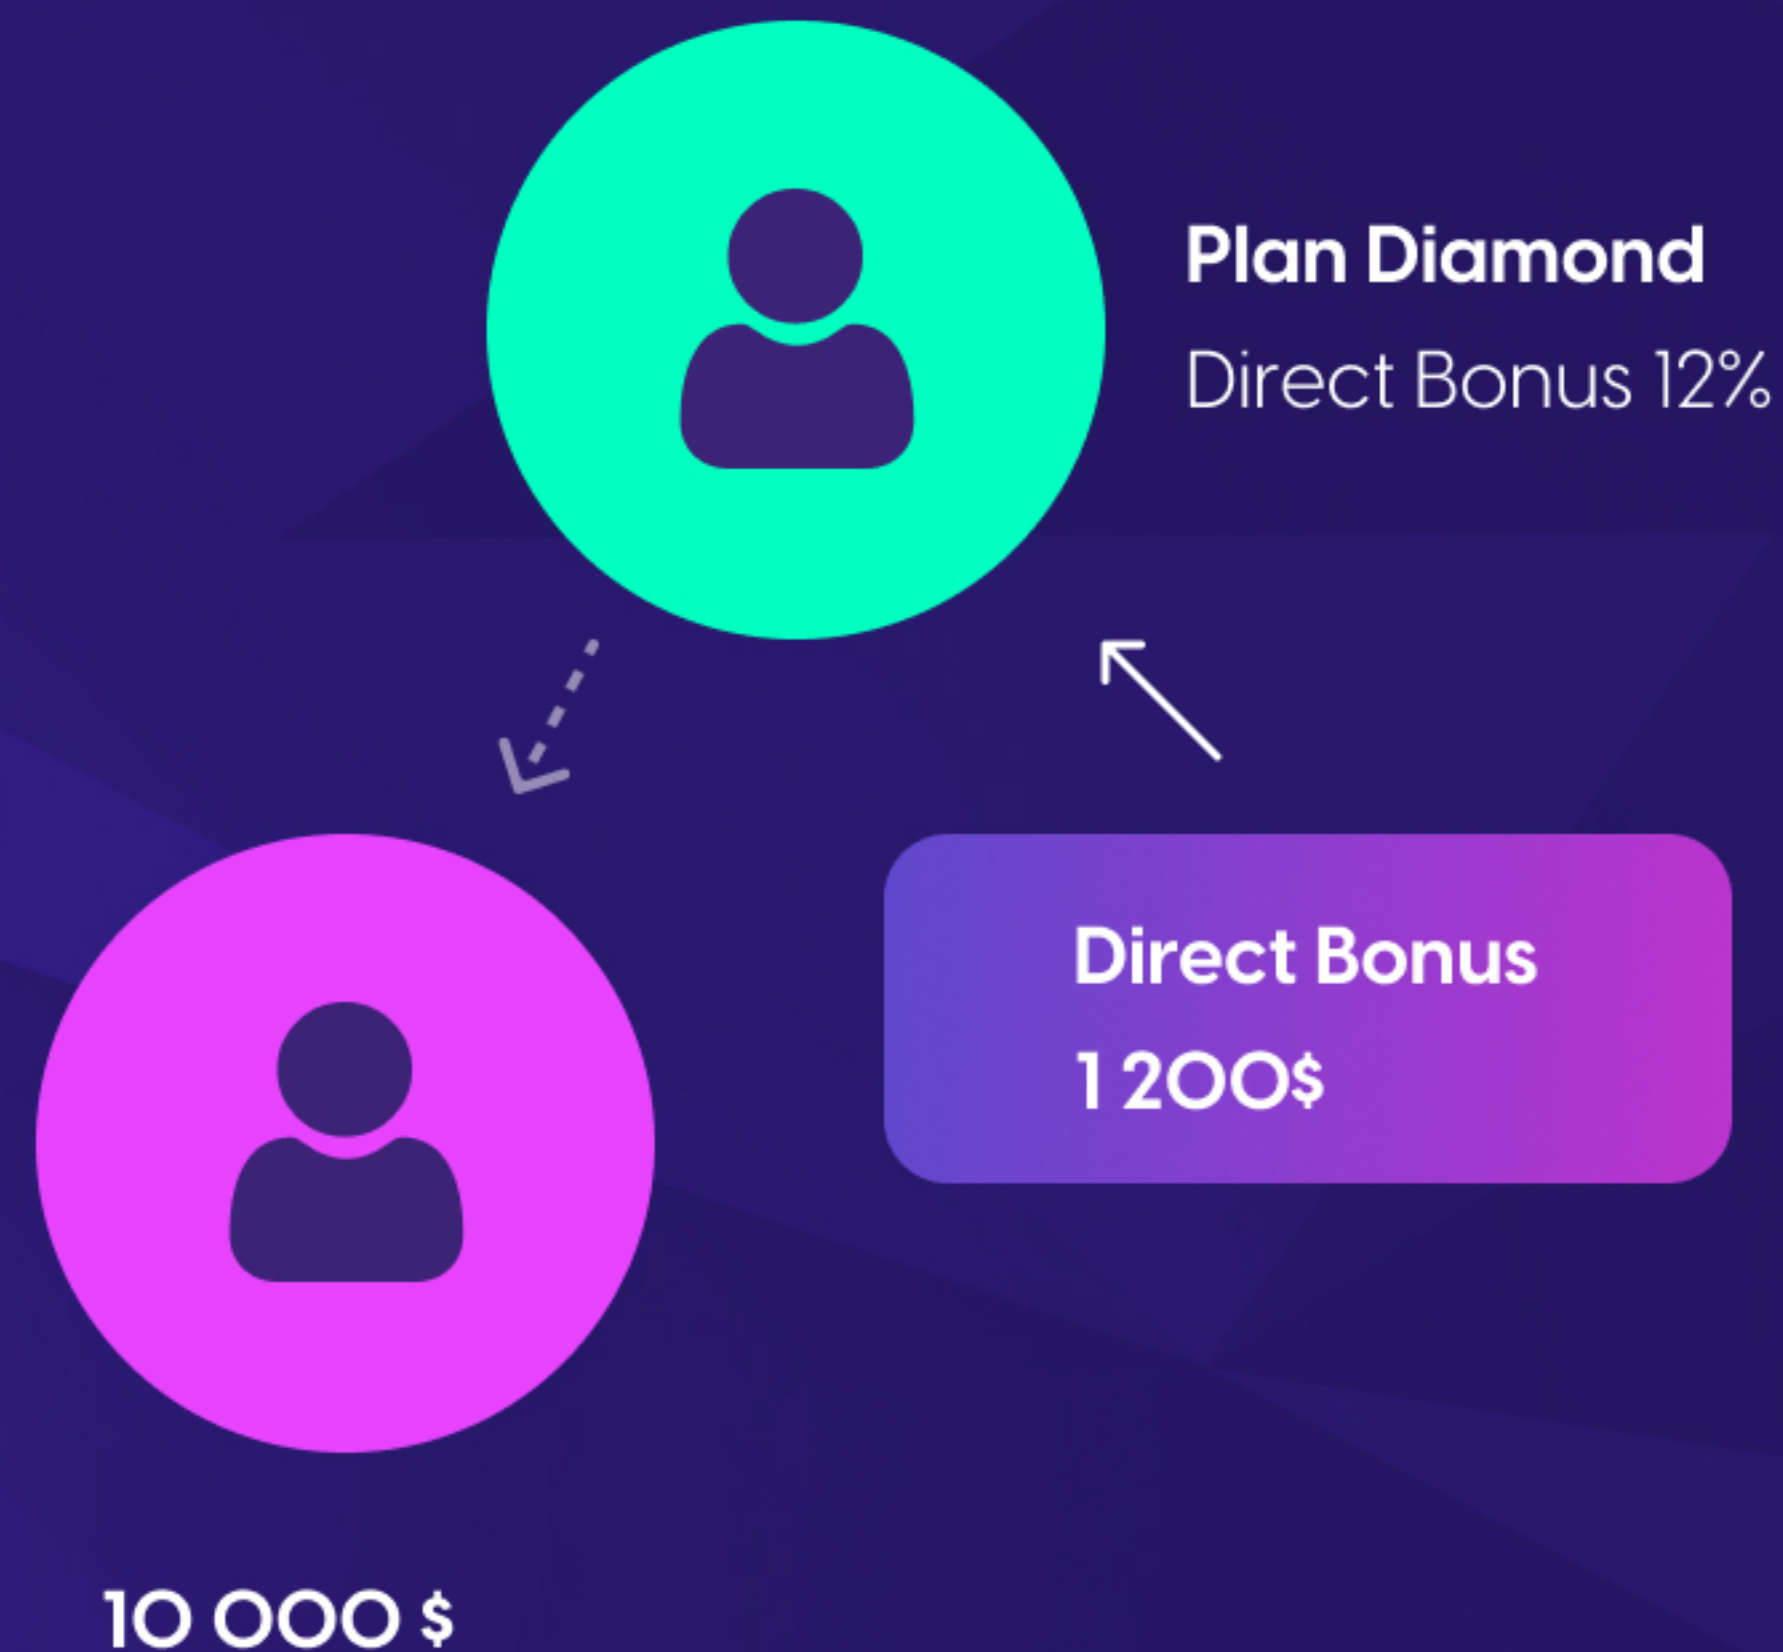 Plan Diamond
Direct Bonus 12%
Direct Bonus
1 200$
10 000 $